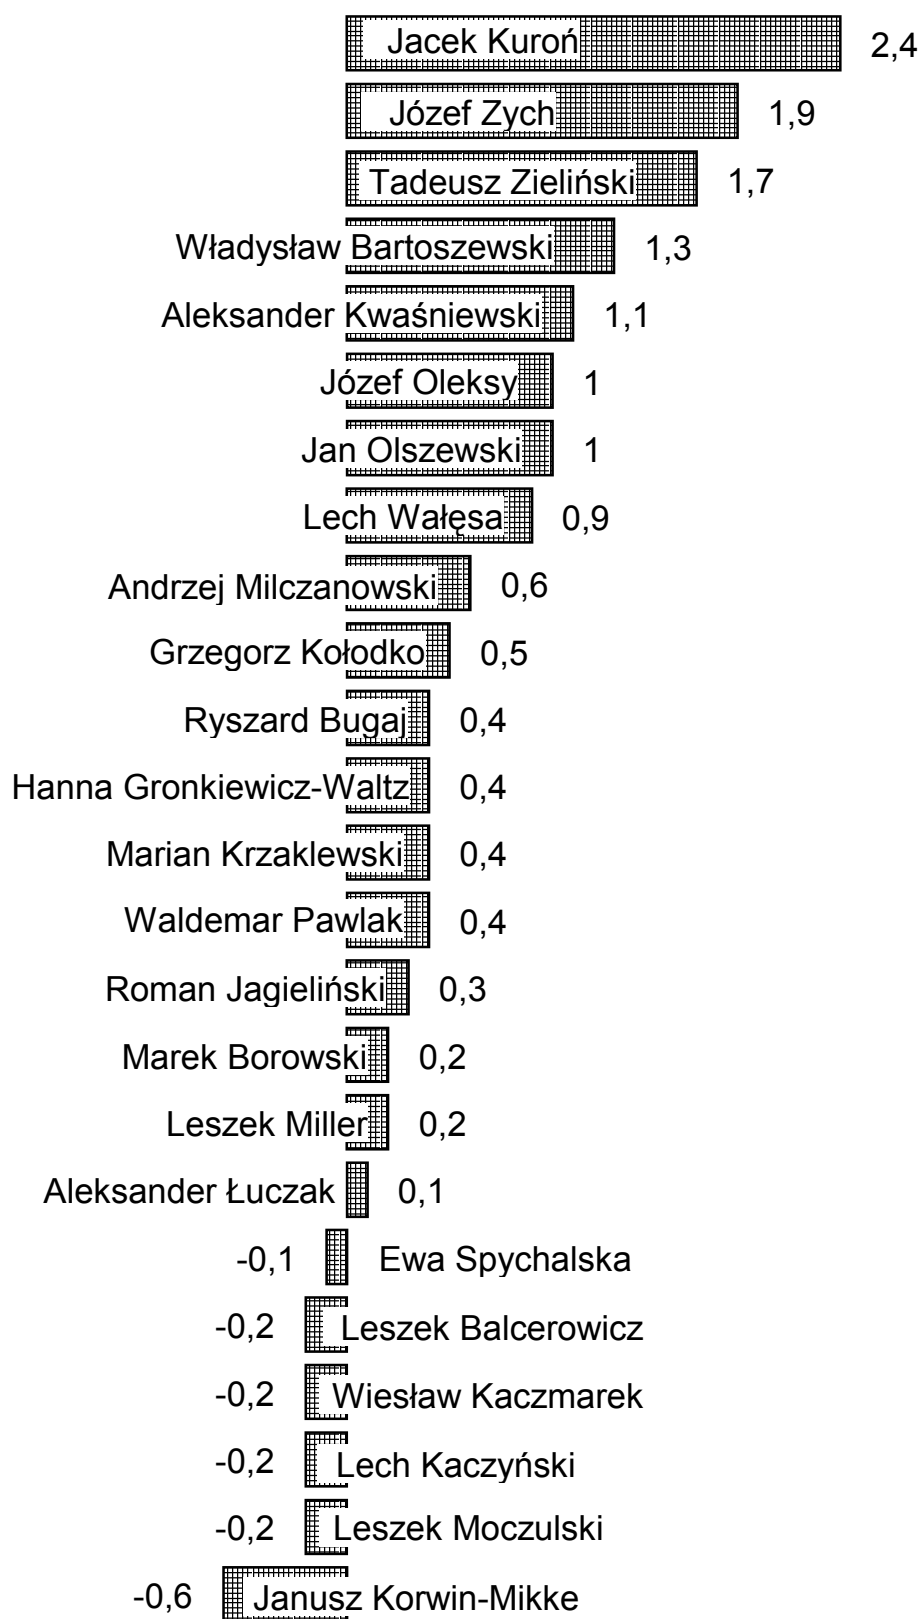 Jacek Kuroń 2,4
Józef Zych 1,9
Tadeusz Zieliński 1,7
Władysław Bartoszewski 1,3
Aleksander Kwaśniewski 1,1
Józef Oleksy 1
Jan Olszewski 1
Lech Wałęsa 0,9
Andrzej Milczanowski 0,6
Grzegorz Kołodko 0,5
Ryszard Bugaj 0,4
Hanna Gronkiewicz-Waltz 0,4
Marian Krzaklewski 0,4
Waldemar Pawlak 0,4
Roman Jagieliński 0,3
Marek Borowski 0,2
Leszek Miller 0,2
Aleksander Łuczak 0,1
-0,1 Ewa Spychalska
-0,2 Leszek Balcerowicz
-0,2 Wiesław Kaczmarek
-0,2 Lech Kaczyński
-0,2 Leszek Moczulski
-0,6 Janusz Korwin-Mikke